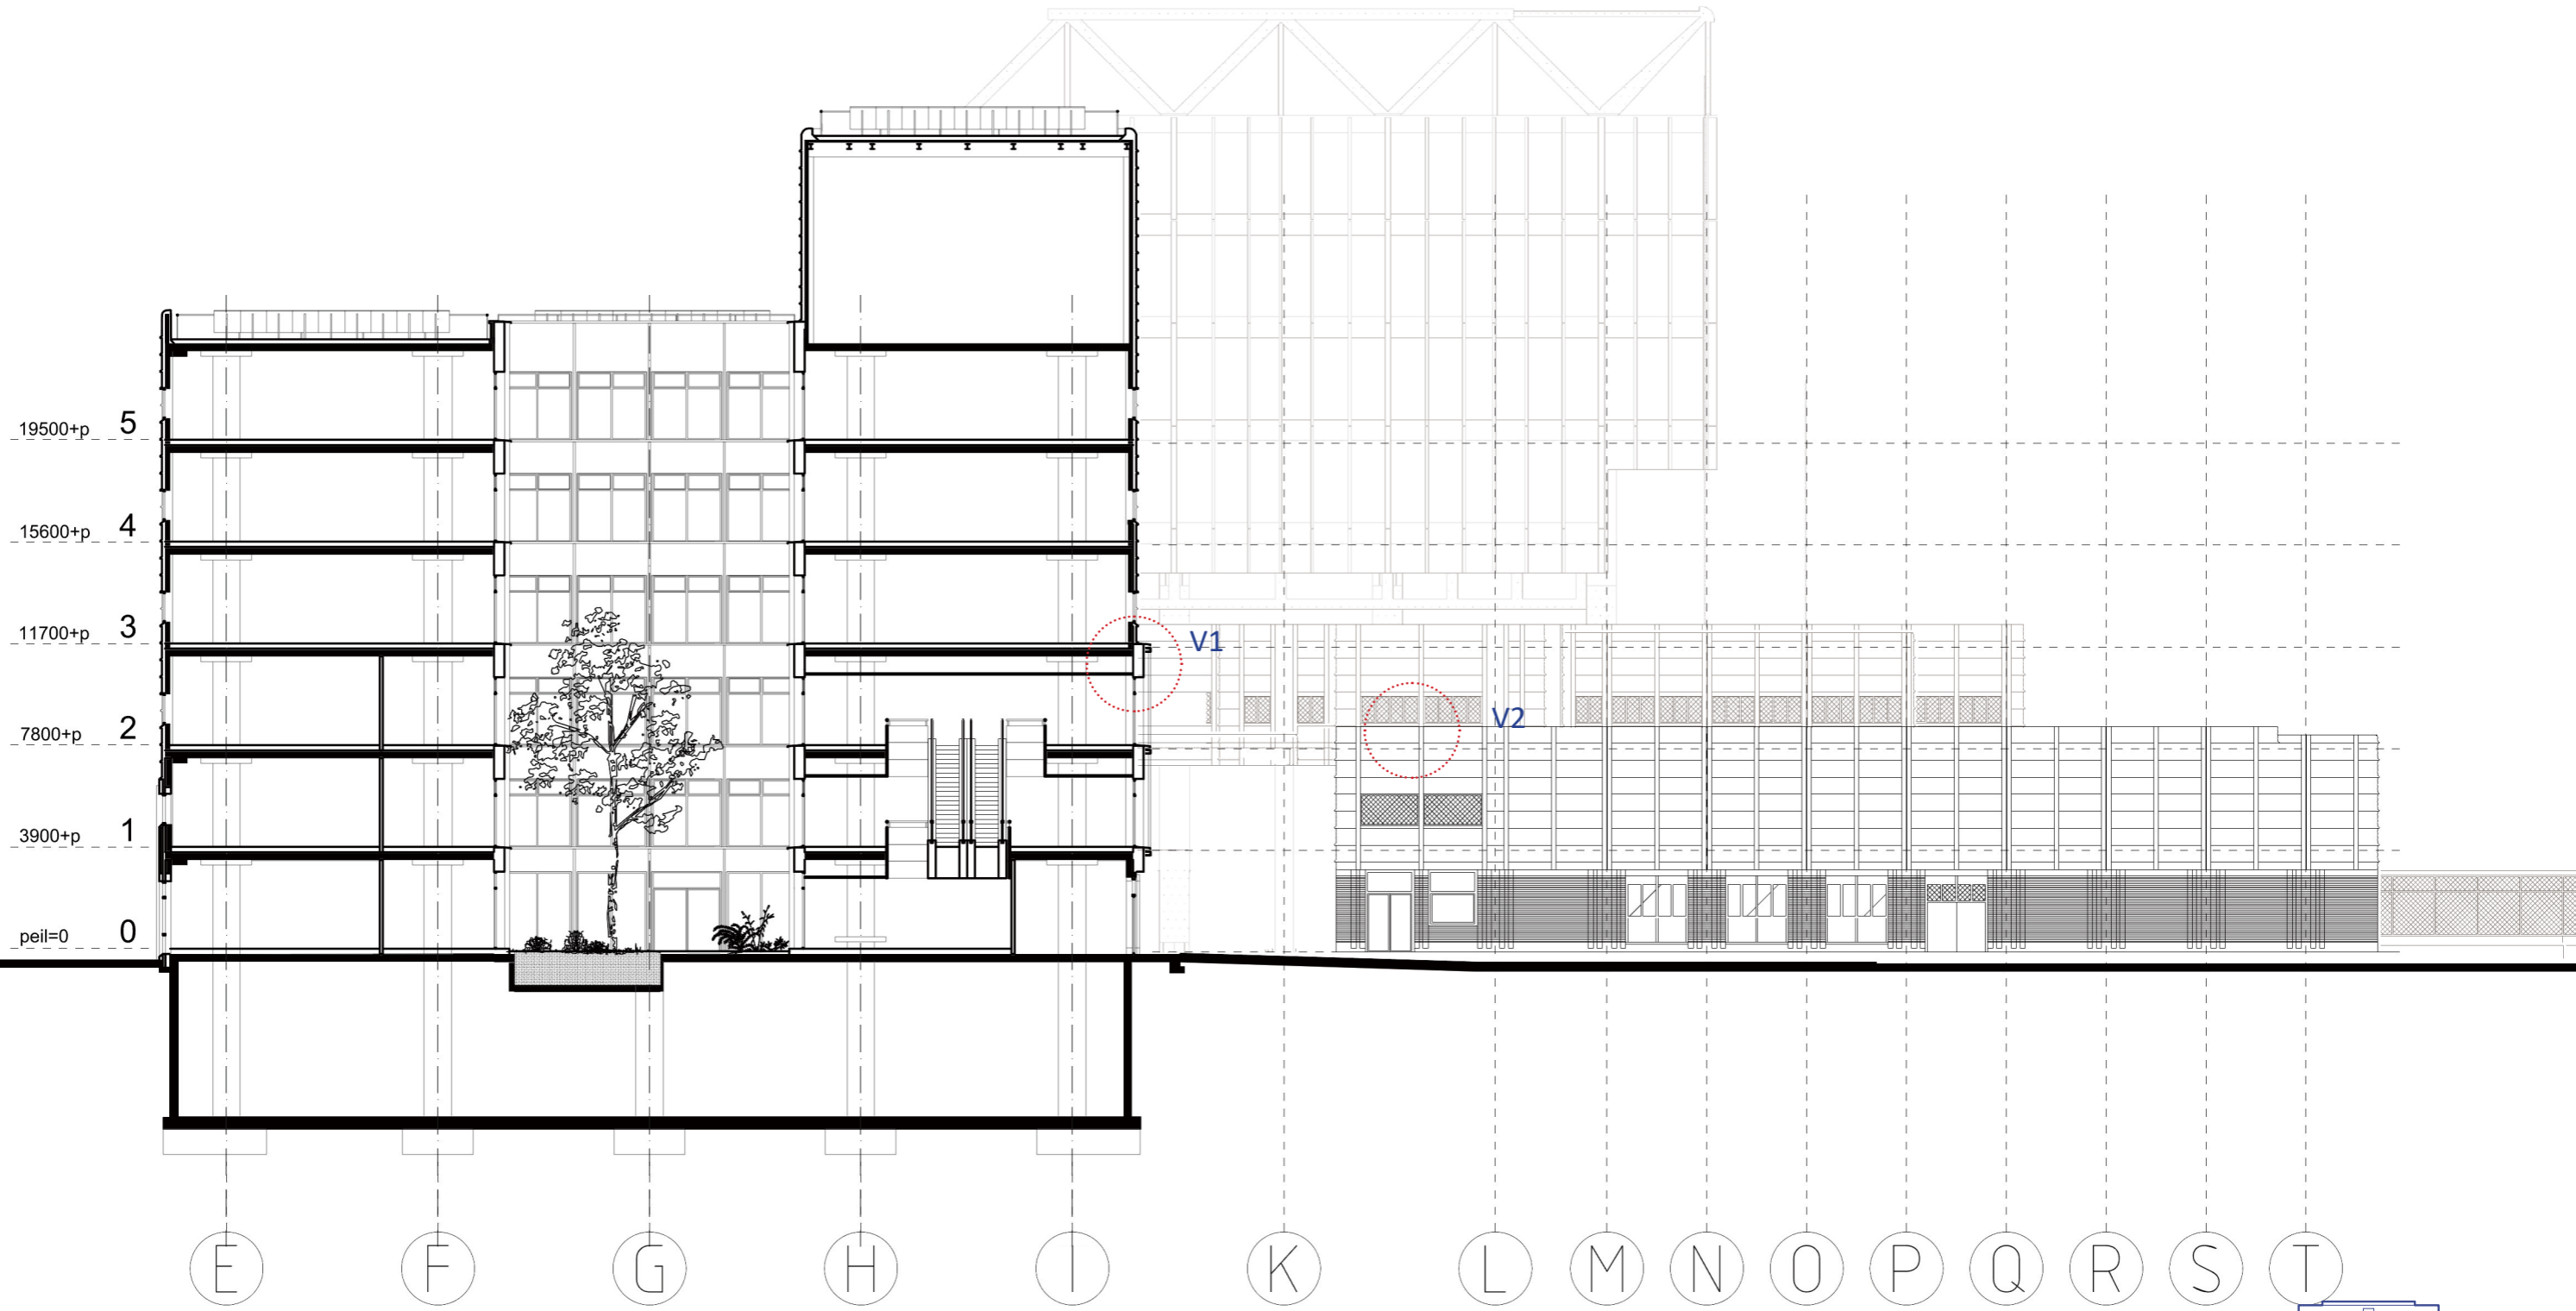 19500+p 5
15600+p 4
11700+p 3
V1
V2
7800+p 2
3900+p 1
peil=0 0
E F G H I K L M N O P Q R S T